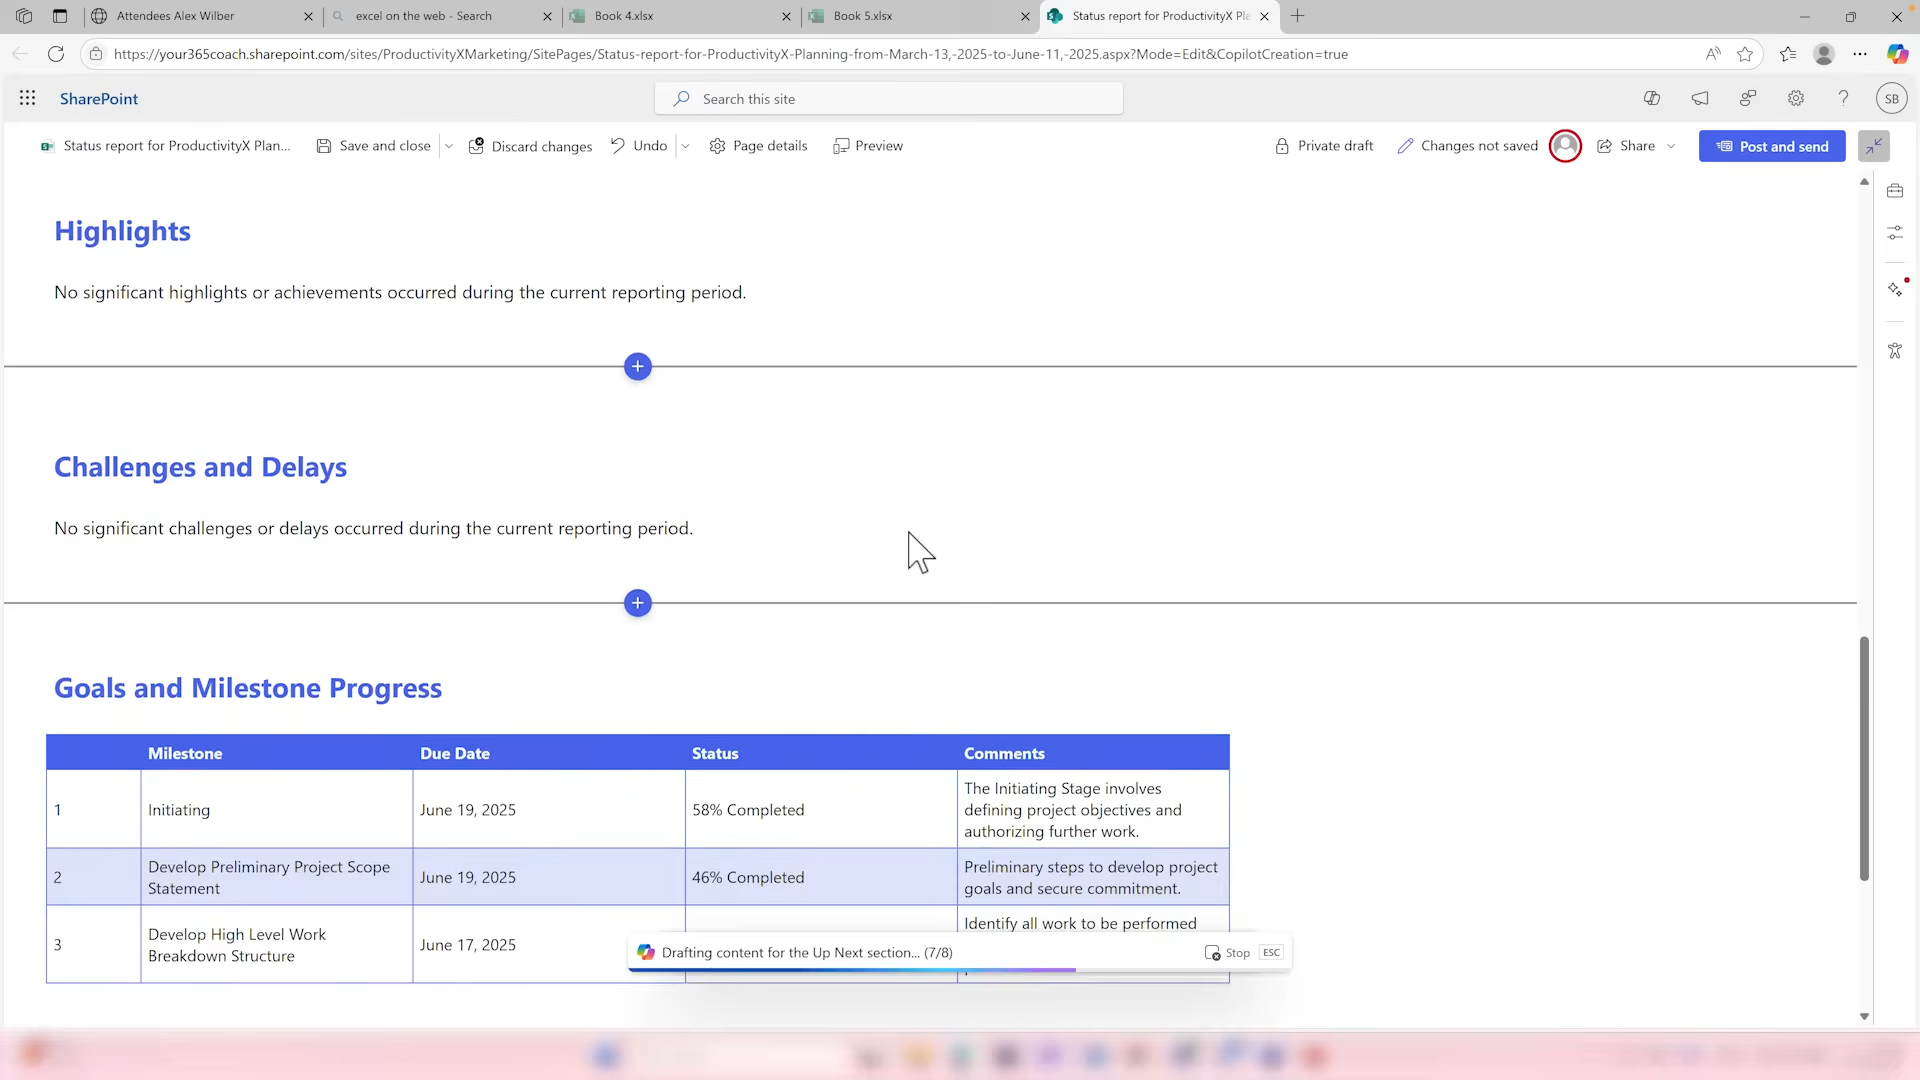 Attendees Alex Wilber
excel on the web - Search
Book 4.xlsx
Book 5.xlsx
Status report for ProductivityX Pla
https://your365coach.sharepoint.com/sites/ProductivityXMarketing/SitePages/Status-report-for-ProductivityX-Planning-from-March-13,-2025-to-June-11,-2025.aspx?Mode=Edit&CopilotCreation=true
SharePoint
Search this site
SB
Status report for ProductivityX Plan...
Save and close
Discard changes
Undo
Page details
Preview
Private draft
Changes not saved
Share
Post and send
Highlights
No significant highlights or achievements occurred during the current reporting period.
Challenges and Delays
No significant challenges or delays occurred during the current reporting period.
Goals and Milestone Progress
Milestone Due Date Status Comments
1 Initiating June 19, 2025 58% Completed The Initiating Stage involves
defining project objectives and
authorizing further work.
2 Develop Preliminary Project Scope
Statement June 19, 2025 46% Completed Preliminary steps to develop project
goals and secure commitment.
3 Develop High Level Work
Breakdown Structure June 17, 2025 Identify all work to be performed
Drafting content for the Up Next section... (7/8)
Stop ESC